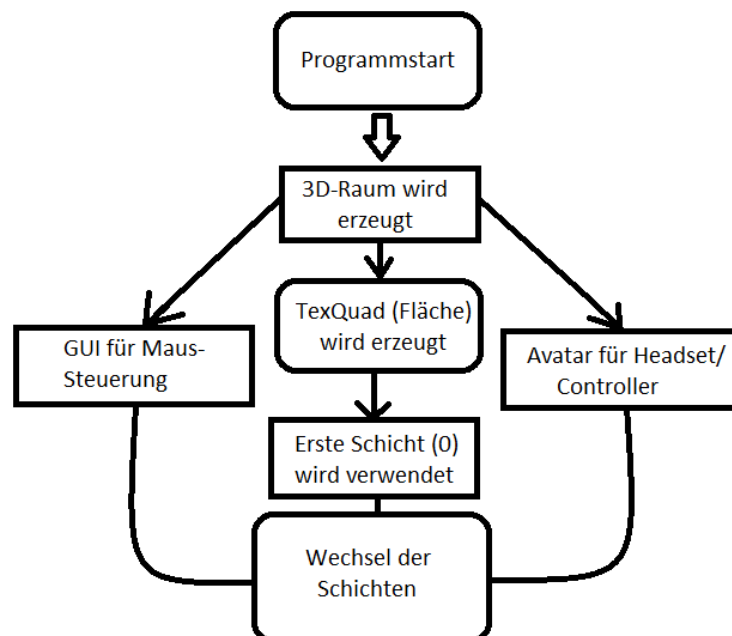 Programmstart
3D-Raum wird
erzeugt
TexQuad (Fläche)
wird erzeugt
GUI für Maus-
Steuerung
Avatar für Headset/
Controller
Erste Schicht (0)
wird verwendet
Wechsel der
Schichten